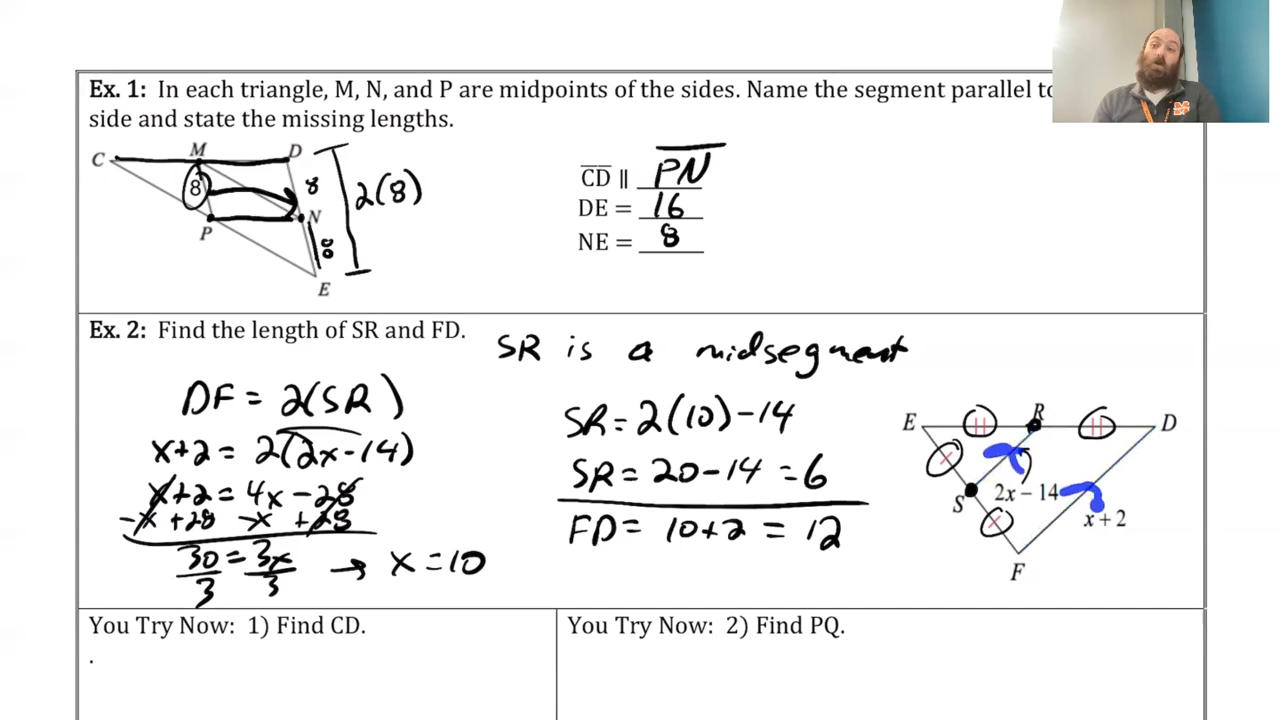 Ex. 1: In each triangle, M, N, and P are midpoints of the sides. Name the segment parallel to
side and state the missing lengths.
C M D
8 8 2(8)
P N
8
E
CD || PN
DE = 16
NE = 8
Ex. 2: Find the length of SR and FD.
SR is a midsegment
DF = 2(SR)
x+2 = 2(2x-14)
x+2 = 4x-28
-x +28 -x +28
30 = 3x → x = 10
3 3
SR = 2(10)-14
SR = 20-14 = 6
FD = 10+2 = 12
E R D
S 2x − 14
x + 2
F
You Try Now: 1) Find CD.
.
You Try Now: 2) Find PQ.